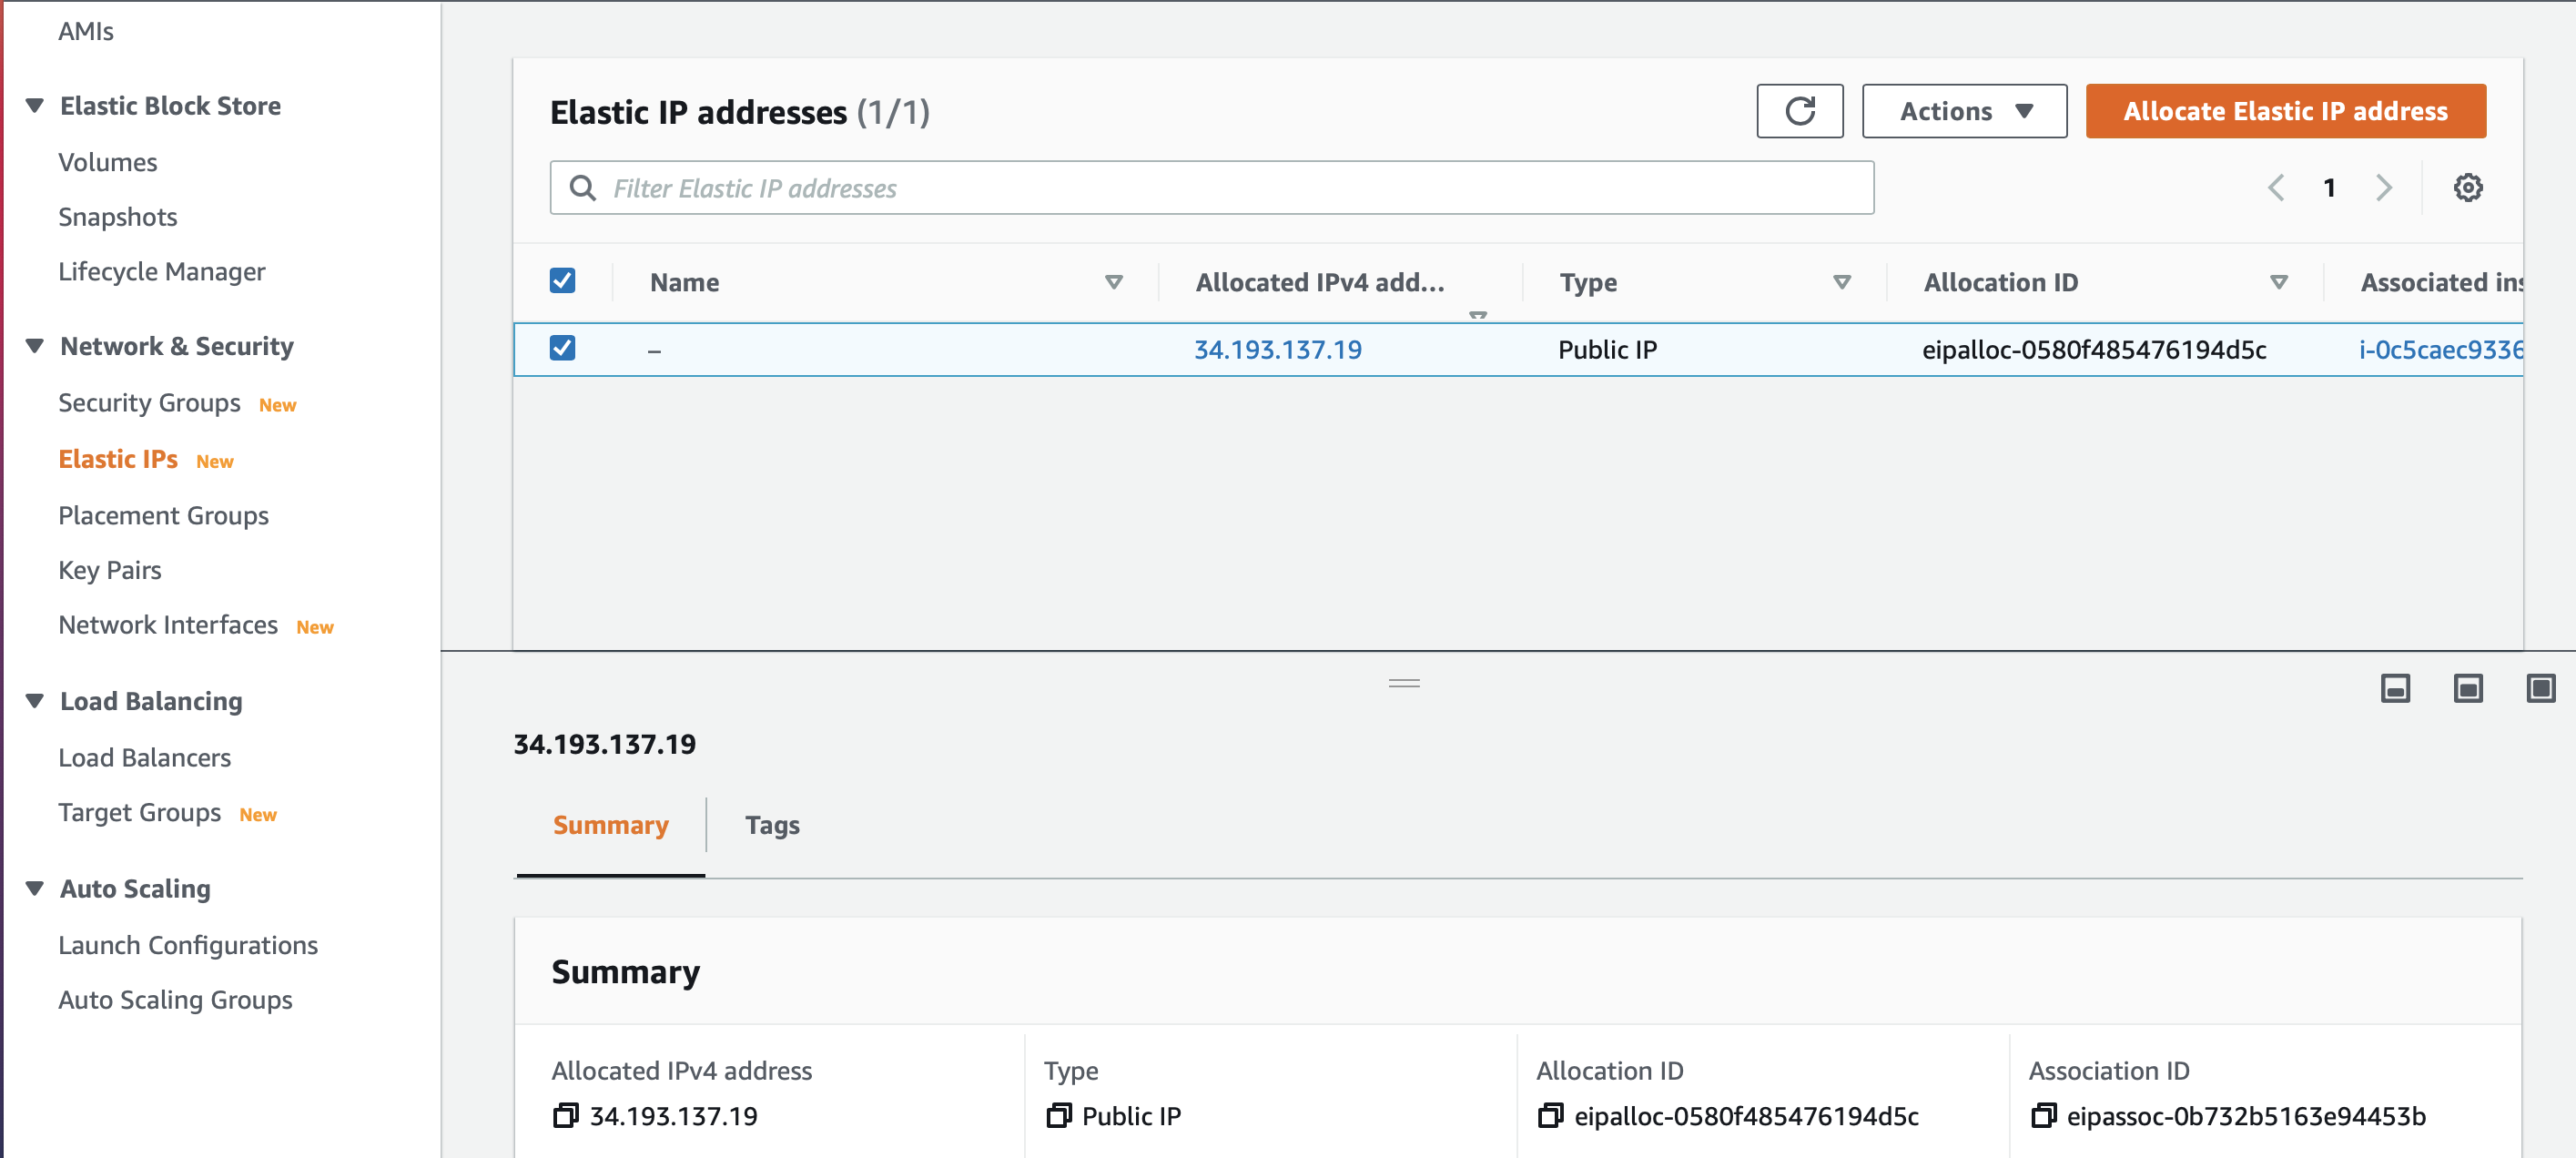 AMIs
Elastic Block Store
Volumes
Snapshots
Lifecycle Manager
Network & Security
Security Groups New
Elastic IPs New
Placement Groups
Key Pairs
Network Interfaces New
Load Balancing
Load Balancers
Target Groups New
Auto Scaling
Launch Configurations
Auto Scaling Groups
Elastic IP addresses (1/1)
Actions
Allocate Elastic IP address
Filter Elastic IP addresses
1
Name Allocated IPv4 add... Type Allocation ID Associated ins
– 34.193.137.19 Public IP eipalloc-0580f485476194d5c i-0c5caec9336
34.193.137.19
Summary Tags
Summary
Allocated IPv4 address Type Allocation ID Association ID
34.193.137.19 Public IP eipalloc-0580f485476194d5c eipassoc-0b732b5163e94453b